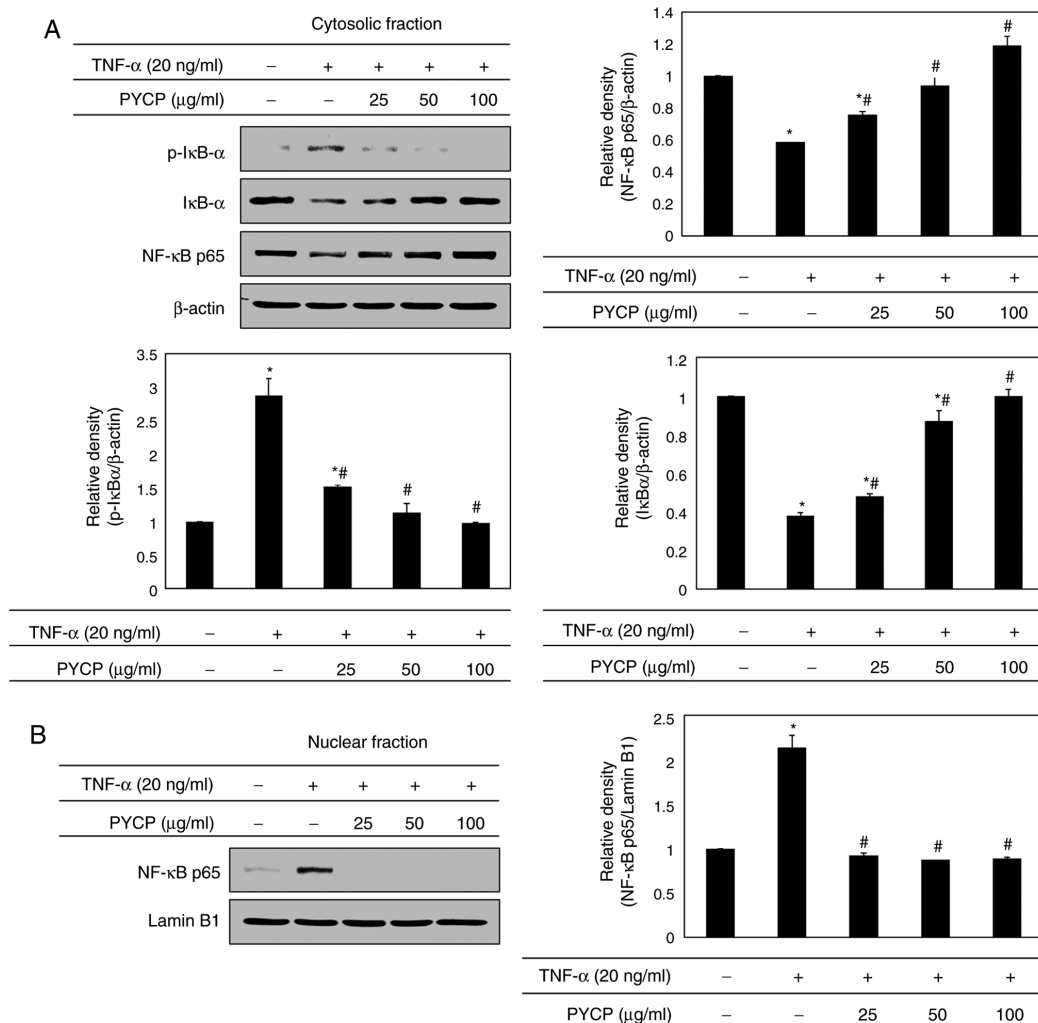 A
Cytosolic fraction
TNF-α (20 ng/ml) – + + + +
PYCP (μg/ml) – – 25 50 100
p-IκB-α
IκB-α
NF-κB p65
β-actin
Relative density
(NF-κB p65/β-actin)
1.4
1.2
1
0.8
0.6
0.4
0.2
0
* *# # #
TNF-α (20 ng/ml) – + + + +
PYCP (μg/ml) – – 25 50 100
Relative density
(p-IκBα/β-actin)
3.5
3
2.5
2
1.5
1
0.5
0
* *# # #
TNF-α (20 ng/ml) – + + + +
PYCP (μg/ml) – – 25 50 100
Relative density
(IκBα/β-actin)
1.2
1
0.8
0.6
0.4
0.2
0
* *# *# #
TNF-α (20 ng/ml) – + + + +
PYCP (μg/ml) – – 25 50 100
B
Nuclear fraction
TNF-α (20 ng/ml) – + + + +
PYCP (μg/ml) – – 25 50 100
NF-κB p65
Lamin B1
Relative density
(NF-κB p65/Lamin B1)
2.5
2
1.5
1
0.5
0
* # # #
TNF-α (20 ng/ml) – + + + +
PYCP (μg/ml) – – 25 50 100